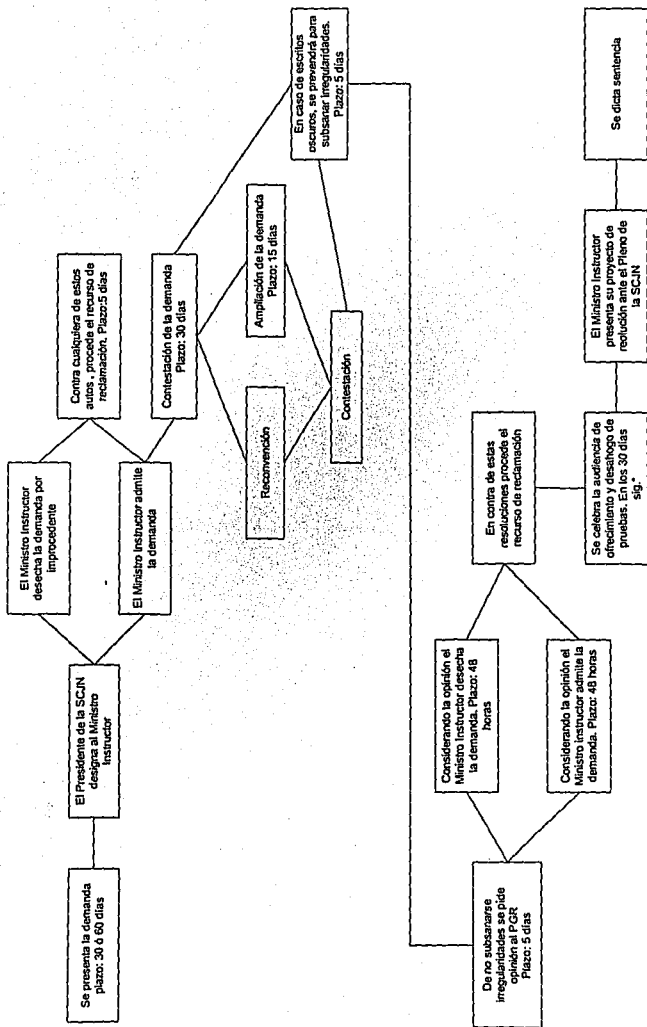 Se presenta la demanda
plazo: 30 ó 60 días
El Presidente de la SCJN
designa al Ministro
Instructor
El Ministro Instructor
desecha la demanda por
improcedente
El Ministro Instructor admite
la demanda
Contra cualquiera de estos
autos , procede el recurso de
reclamación. Plazo:5 días
Contestación de la demanda
Plazo: 30 días
Reconvención
Ampliación de la demanda
Plazo: 15 días
Contestación
En caso de escritos
oscuros, se prevendrá para
subsanar irregularidades.
Plazo: 5 días
De no subsanarse
irregularidades se pide
opinión al PGR
Plazo: 5 días
Considerando la opinión el
Ministro Instructor desecha
la demanda. Plazo: 48
horas
Considerando la opinión el
Ministro instructor admite la
demanda. Plazo: 48 horas
En contra de estas
resoluciones procede el
recurso de reclamación
Se celebra la audiencia de
ofrecimiento y desahogo de
pruebas. En los 30 días
sig.*
El Ministro Instructor
presenta su proyecto de
reolución ante el Pleno de
la SCJN
Se dicta sentencia